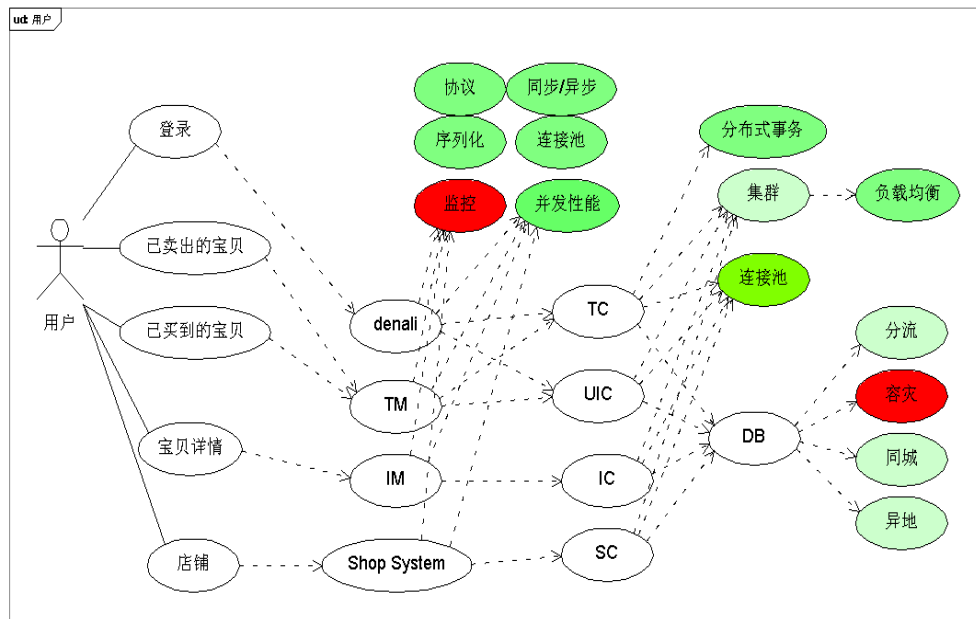 ud 用户
协议
同步/异步
登录
序列化
连接池
分布式事务
监控
并发性能
集群
负载均衡
已卖出的宝贝
连接池
用户
已买到的宝贝
denali
TC
分流
TM
UIC
容灾
宝贝详情
DB
同城
IM
IC
异地
店铺
Shop System
SC